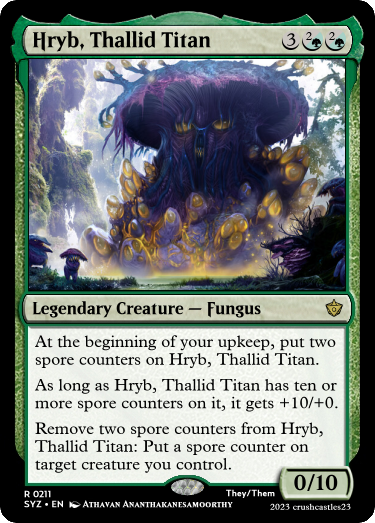 Hryb, Thallid Titan 3 2 2
Legendary Creature — Fungus
At the beginning of your upkeep, put two
spore counters on Hryb, Thallid Titan.
As long as Hryb, Thallid Titan has ten or
more spore counters on it, it gets +10/+0.
Remove two spore counters from Hryb,
Thallid Titan: Put a spore counter on
target creature you control.
0/10
R 0211 They/Them
SYZ • EN Athavan Ananthakanesamoorthy 2023 crushcastles23